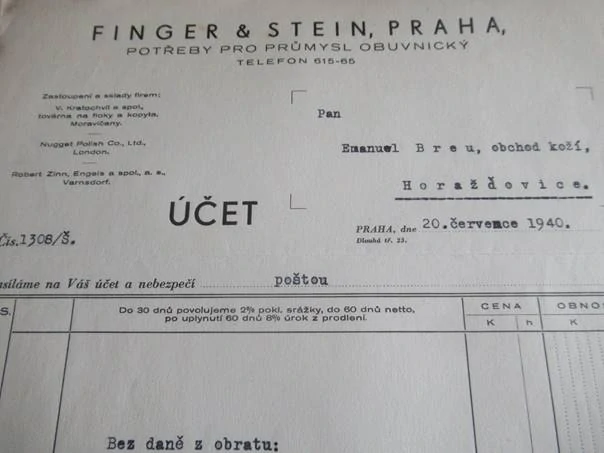 FINGER & STEIN, PRAHA,
POTŘEBY PRO PRŮMYSL OBUVNICKÝ
TELEFON 615-65
Zastoupení a sklady firem:
V. Kratochvíl a spol.,
továrna na floky a kopyta,
Moravičany.
Nugget Polish Co., Ltd.,
London.
Robert Zinn, Engels a spol., a. s.,
Varnsdorf.
Pan
Emanuel Breu, obchod koží,
Horažďovice.
ÚČET
PRAHA, dne 20.července 1940.
Dlouhá tř. 23.
Čís. 1308/Š.
asíláme na Váš účet a nebezpečí poštou
S.
Do 30 dnů povolujeme 2% pokl. srážky, do 60 dnů netto,
po uplynutí 60 dnů 8% úrok z prodlení.
CENA
K h
OBNO
K
Bez daně z obratu: